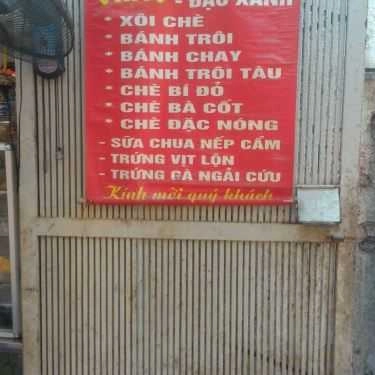 - ĐẬU XANH
* XÔI CHÈ
* BÁNH TRÔI
* BÁNH CHAY
* BÁNH TRÔI TÀU
* CHÈ BÍ ĐỎ
* CHÈ BÀ CỐT
* CHÈ ĐẶC NÓNG
- SỮA CHUA NẾP CẨM
- TRỨNG VỊT LỘN
- TRỨNG GÀ NGẢI CỨU
Kính mời quý khách